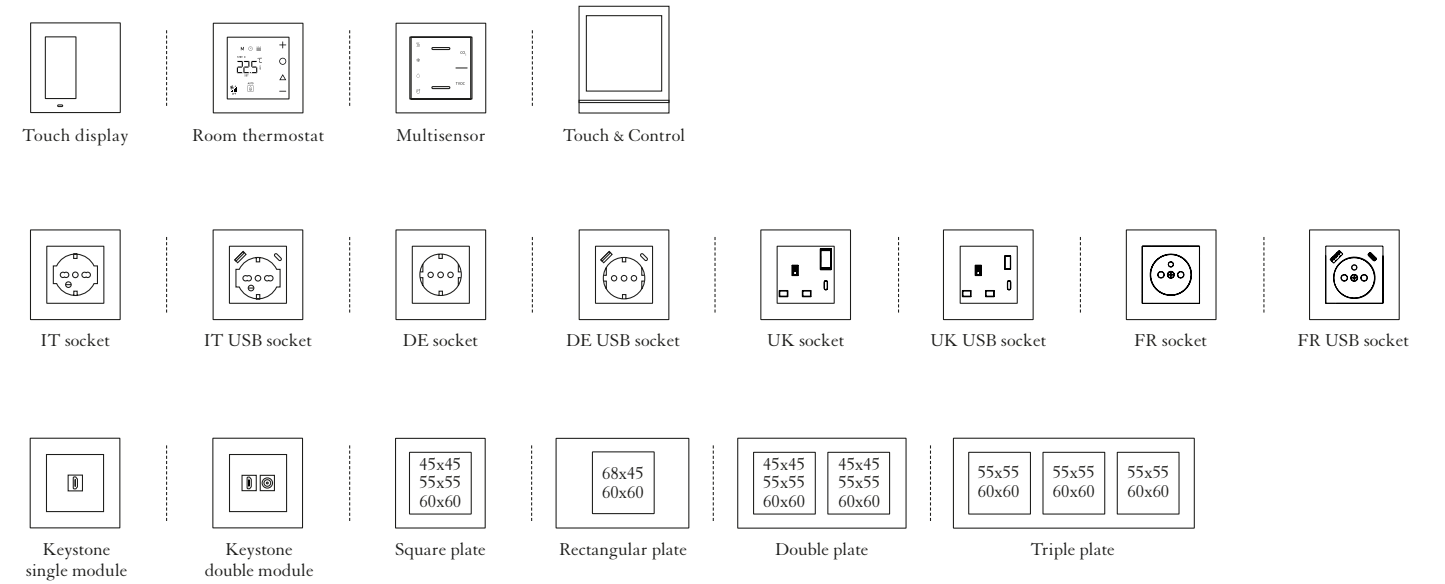 22.5 °C
Touch display
Room thermostat
Multisensor
Touch & Control
IT socket
IT USB socket
DE socket
DE USB socket
UK socket
UK USB socket
FR socket
FR USB socket
45x45
55x55
60x60
68x45
60x60
45x45
55x55
60x60
45x45
55x55
60x60
55x55
60x60
55x55
60x60
55x55
60x60
Keystone
single module
Keystone
double module
Square plate
Rectangular plate
Double plate
Triple plate